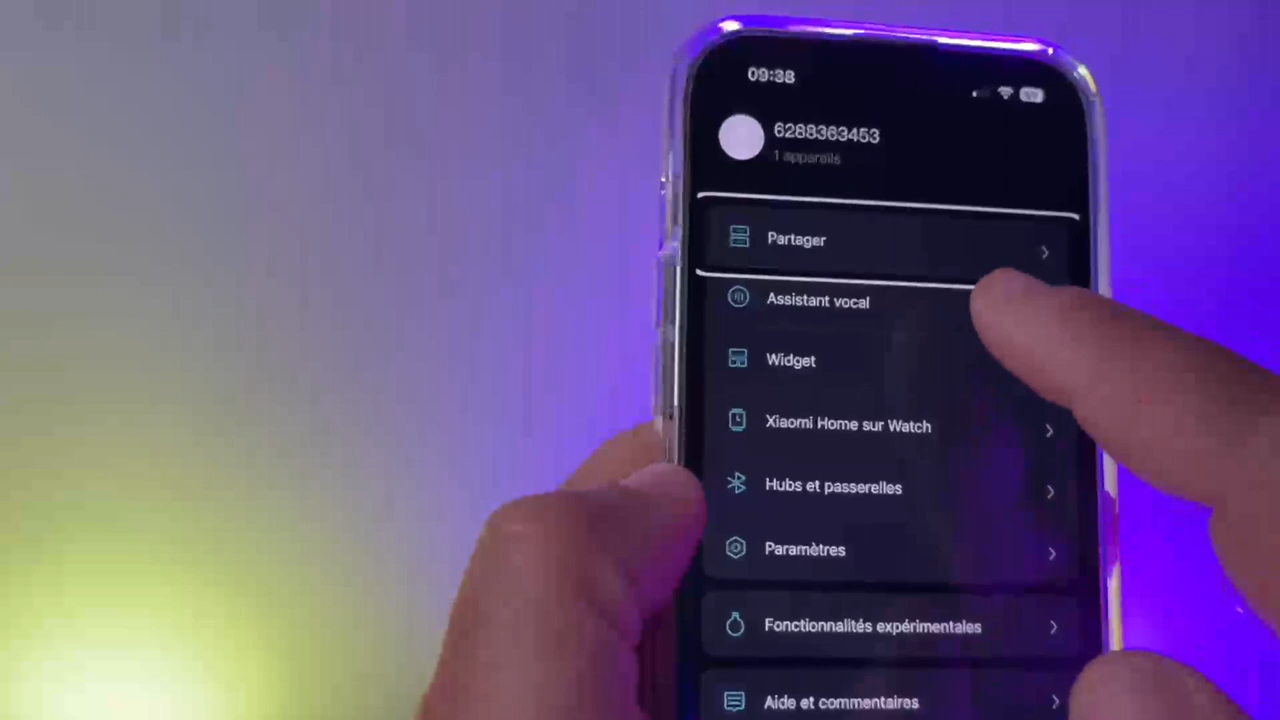 09:38
6288363453
1 appareils
Partager
Assistant vocal
Widget
Xiaomi Home sur Watch
Hubs et passerelles
Paramètres
Fonctionnalités expérimentales
Aide et commentaires